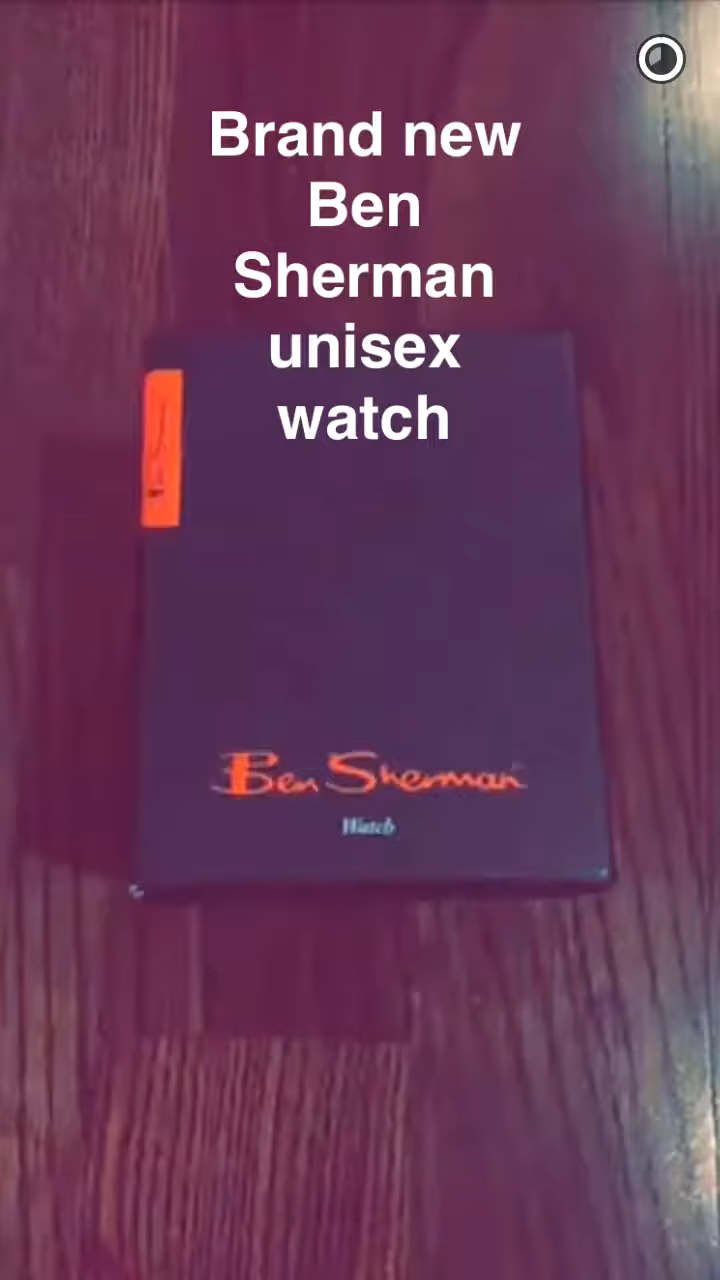 Brand new
Ben
Sherman
unisex
watch
Ben Sherman
Watch